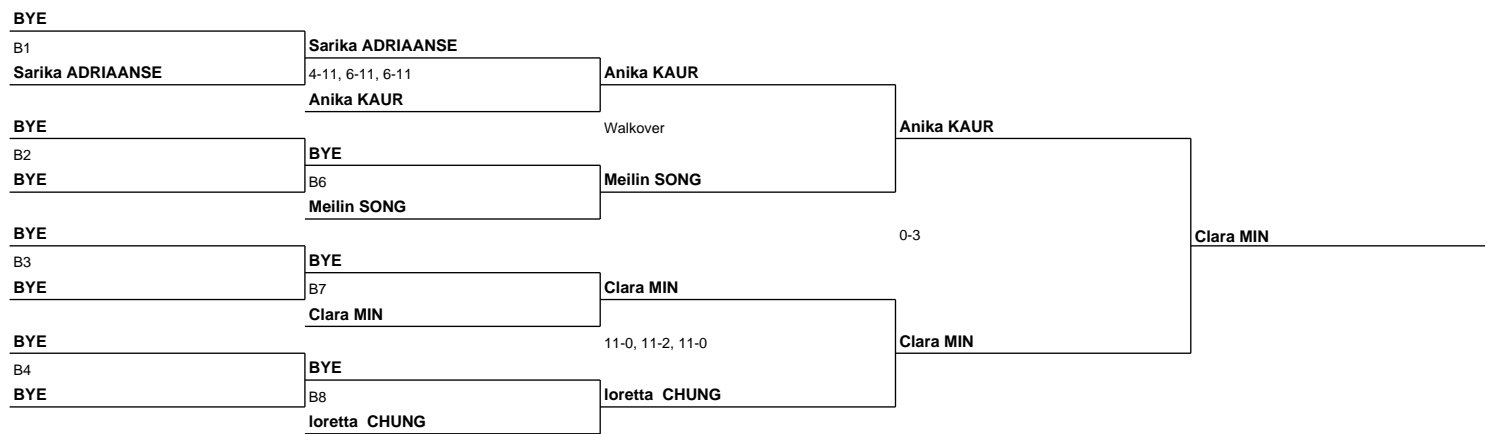 BYE
B1
Sarika ADRIAANSE
Sarika ADRIAANSE
4-11, 6-11, 6-11
Anika KAUR
Anika KAUR
BYE
Walkover
Anika KAUR
B2
BYE
BYE
B6
Meilin SONG
Meilin SONG
BYE
0-3
Clara MIN
B3
BYE
BYE
B7
Clara MIN
Clara MIN
BYE
11-0, 11-2, 11-0
Clara MIN
B4
BYE
BYE
B8
loretta  CHUNG
loretta  CHUNG